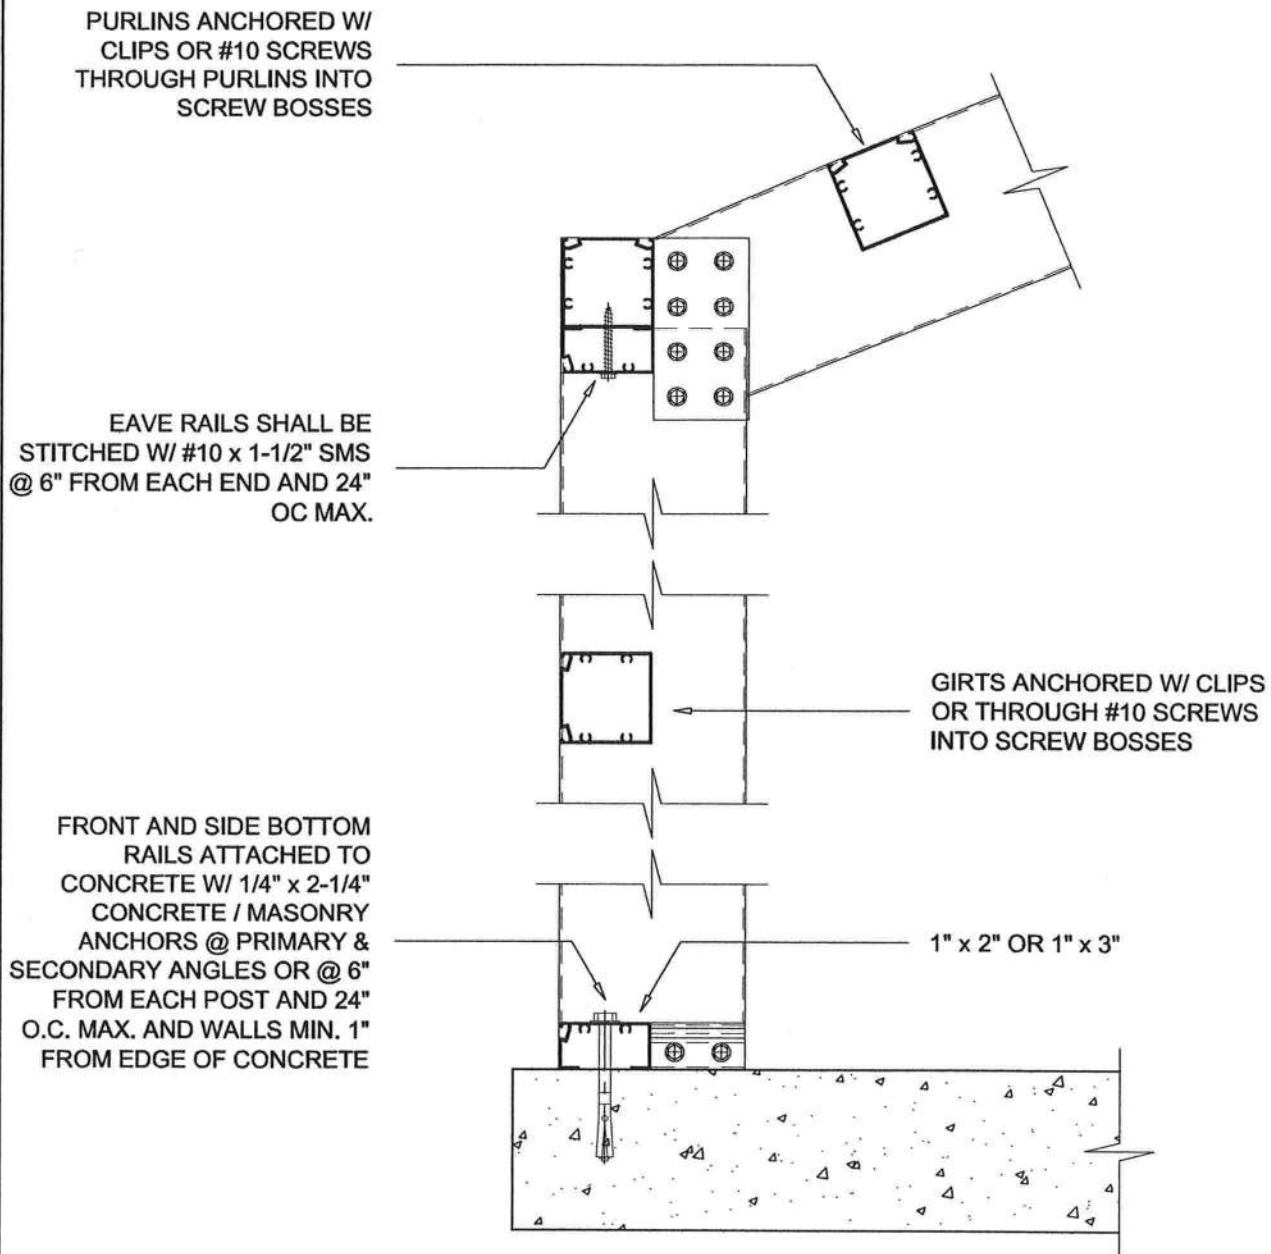 PURLINS ANCHORED W/
CLIPS OR #10 SCREWS
THROUGH PURLINS INTO
SCREW BOSSES
EAVE RAILS SHALL BE
STITCHED W/ #10 x 1-1/2" SMS
@ 6" FROM EACH END AND 24"
OC MAX.
GIRTS ANCHORED W/ CLIPS
OR THROUGH #10 SCREWS
INTO SCREW BOSSES
FRONT AND SIDE BOTTOM
RAILS ATTACHED TO
CONCRETE W/ 1/4" x 2-1/4"
CONCRETE / MASONRY
ANCHORS @ PRIMARY &
SECONDARY ANGLES OR @ 6"
FROM EACH POST AND 24"
O.C. MAX. AND WALLS MIN. 1"
FROM EDGE OF CONCRETE
1" x 2" OR 1" x 3"